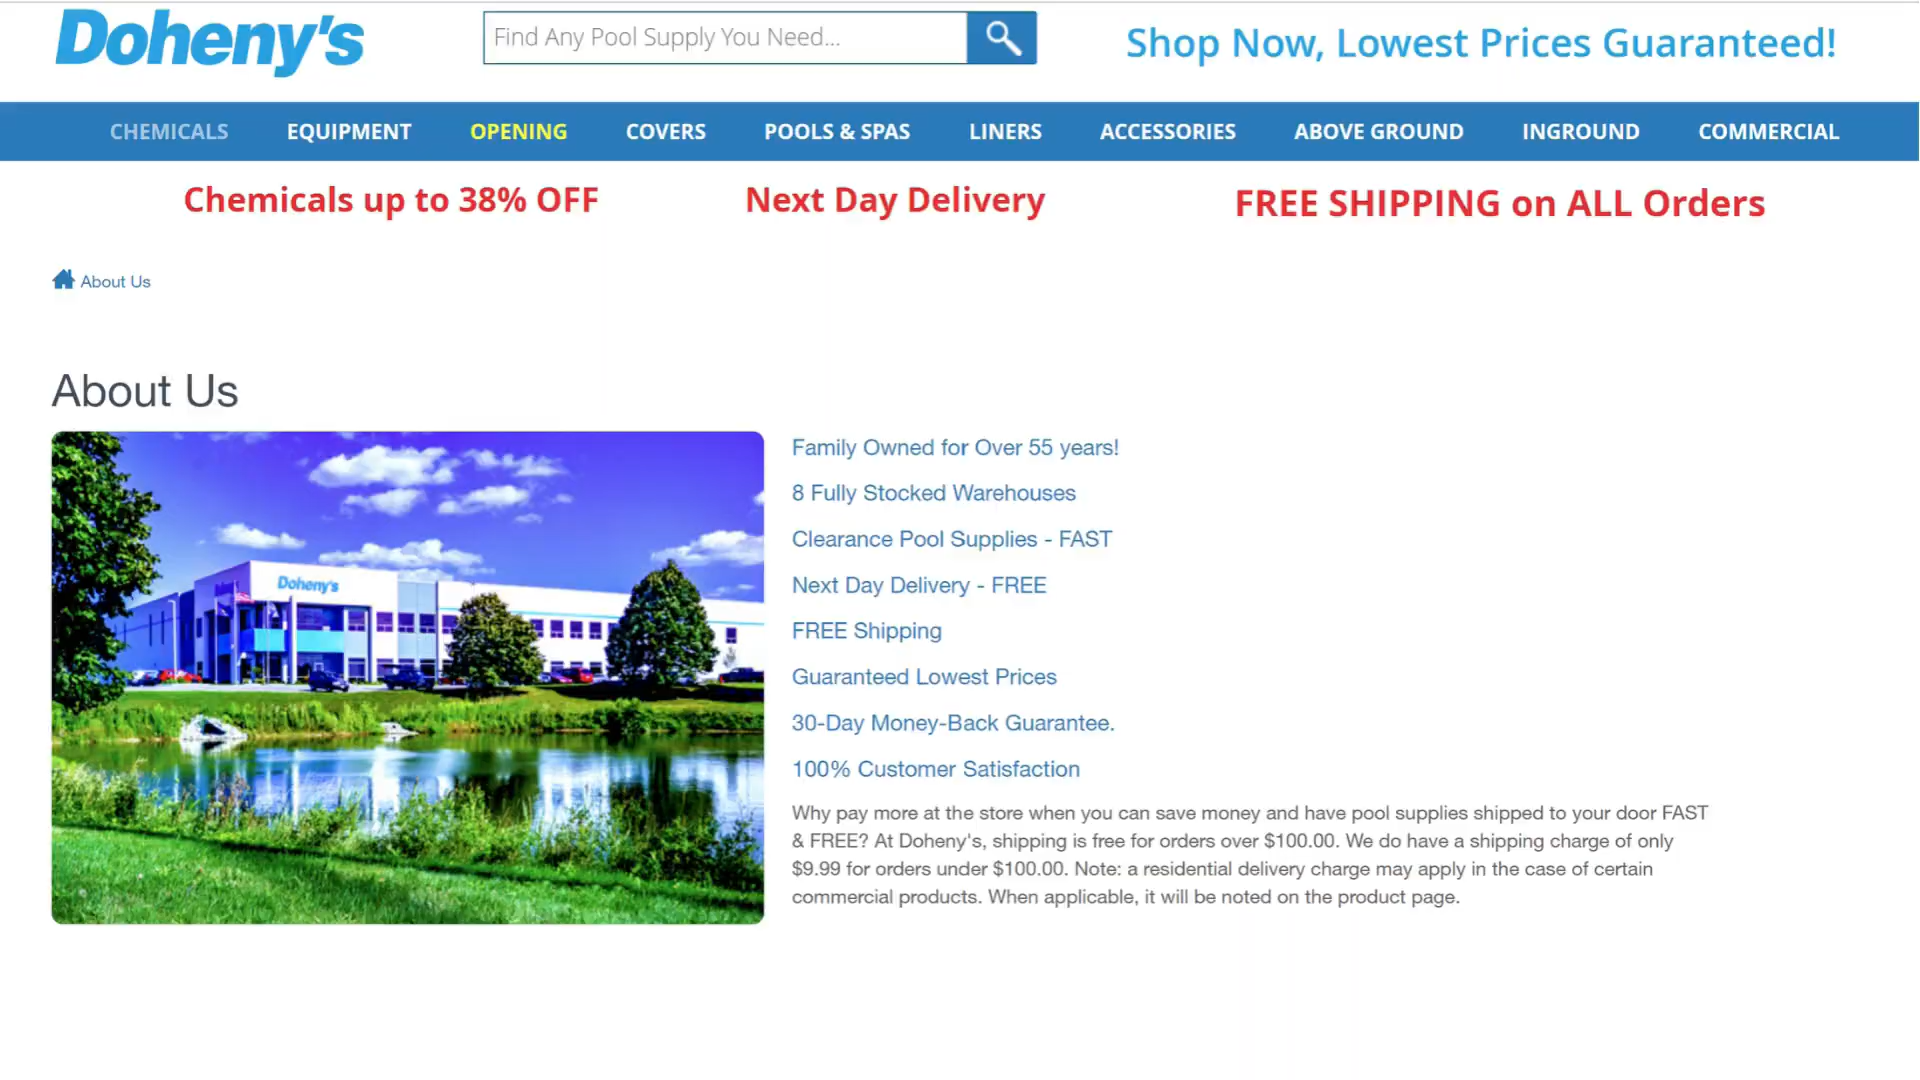 Doheny's
Find Any Pool Supply You Need...
Shop Now, Lowest Prices Guaranteed!
CHEMICALS EQUIPMENT OPENING COVERS POOLS & SPAS LINERS ACCESSORIES ABOVE GROUND INGROUND COMMERCIAL
Chemicals up to 38% OFF
Next Day Delivery
FREE SHIPPING on ALL Orders
About Us
About Us
Doheny's
Family Owned for Over 55 years!
8 Fully Stocked Warehouses
Clearance Pool Supplies - FAST
Next Day Delivery - FREE
FREE Shipping
Guaranteed Lowest Prices
30-Day Money-Back Guarantee.
100% Customer Satisfaction
Why pay more at the store when you can save money and have pool supplies shipped to your door FAST
& FREE? At Doheny's, shipping is free for orders over $100.00. We do have a shipping charge of only
$9.99 for orders under $100.00. Note: a residential delivery charge may apply in the case of certain
commercial products. When applicable, it will be noted on the product page.